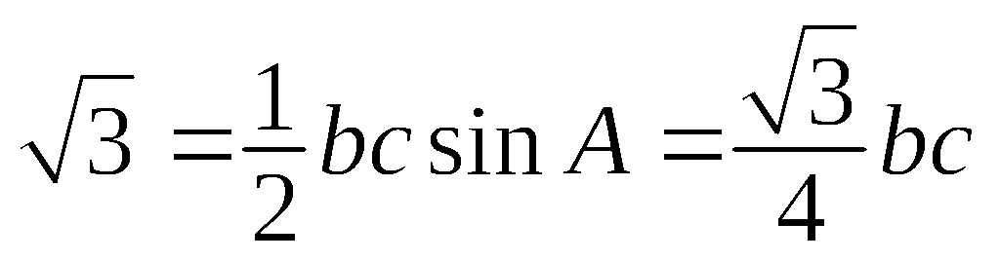 √3 = 1/2 bc sin A = √3/4 bc